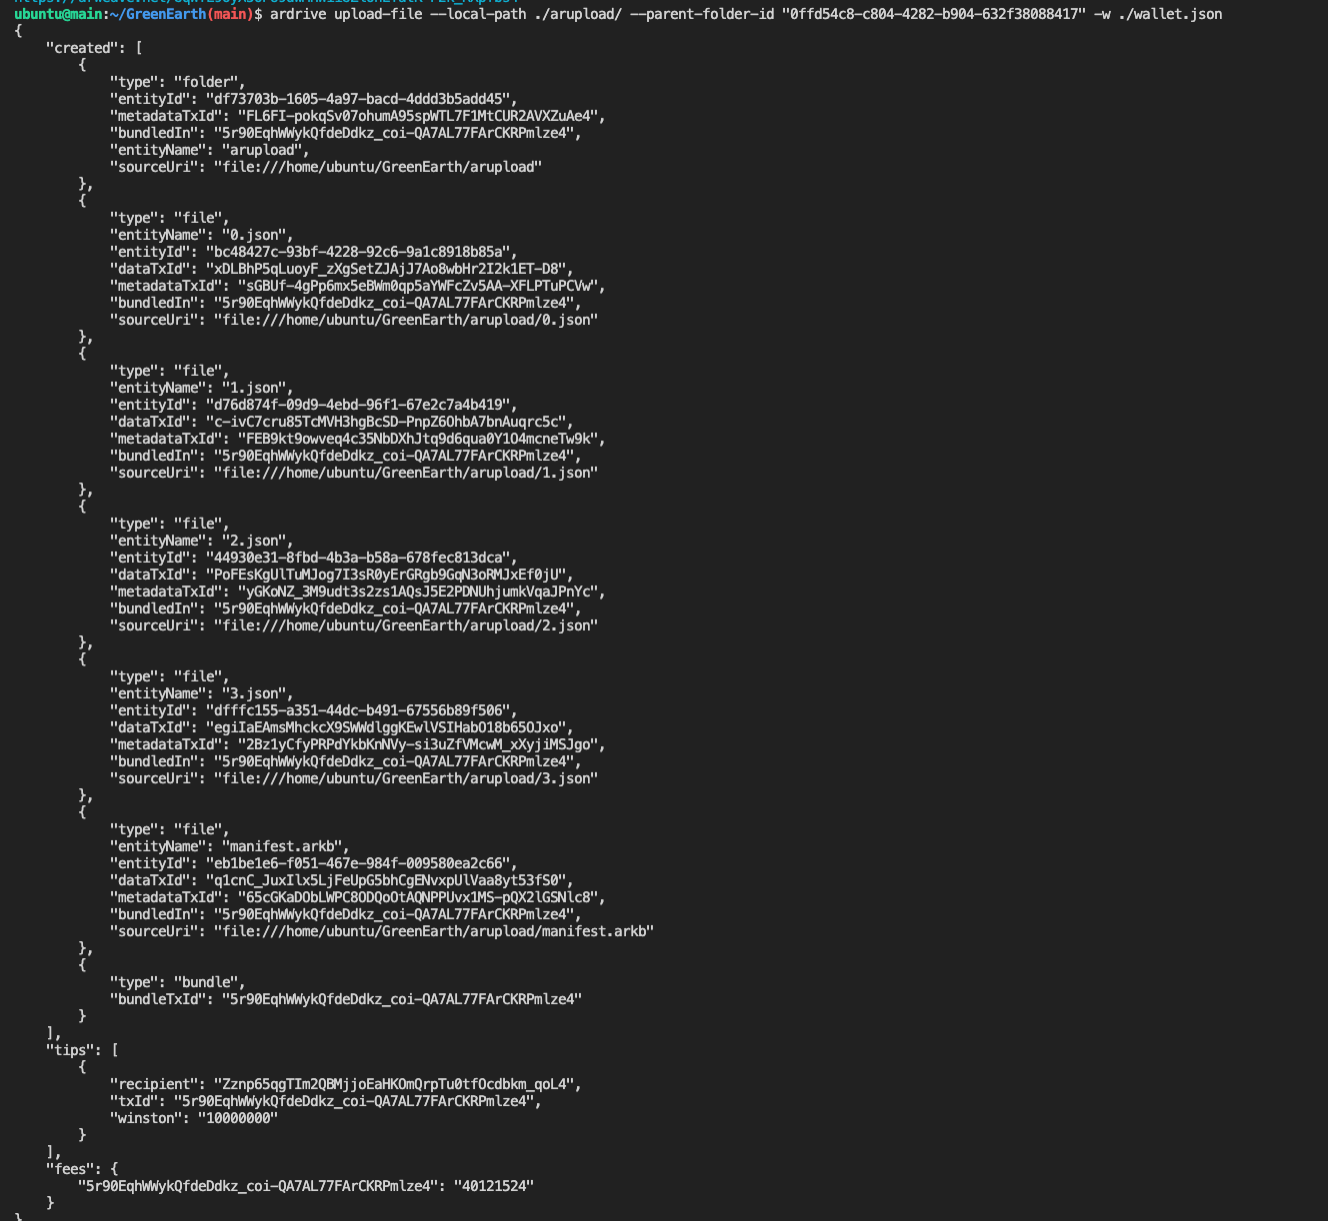 ubuntu@main:~/GreenEarth(main)$ ardrive upload-file --local-path ./arupload/ --parent-folder-id "0ffd54c8-c804-4282-b904-632f38088417" -w ./wallet.json
{
    "created": [
        {
            "type": "folder",
            "entityId": "df73703b-1605-4a97-bacd-4ddd3b5add45",
            "metadataTxId": "FL6FI-pokqSv07ohumA95spWTL7F1MtCUR2AVXZuAe4",
            "bundledIn": "5r90EqhWWykQfdeDdkz_coi-QA7AL77FArCKRPmlze4",
            "entityName": "arupload",
            "sourceUri": "file:///home/ubuntu/GreenEarth/arupload"
        },
        {
            "type": "file",
            "entityName": "0.json",
            "entityId": "bc48427c-93bf-4228-92c6-9a1c8918b85a",
            "dataTxId": "xDLBhP5qLuoyF_zXgSetZJAjJ7Ao8wbHr2I2k1ET-D8",
            "metadataTxId": "sGBUf-4gPp6mx5eBWm0qp5aYWFcZv5AA-XFLPTuPCVw",
            "bundledIn": "5r90EqhWWykQfdeDdkz_coi-QA7AL77FArCKRPmlze4",
            "sourceUri": "file:///home/ubuntu/GreenEarth/arupload/0.json"
        },
        {
            "type": "file",
            "entityName": "1.json",
            "entityId": "d76d874f-09d9-4ebd-96f1-67e2c7a4b419",
            "dataTxId": "c-ivC7cru85TcMVH3hgBcSD-PnpZ6OhbA7bnAuqrc5c",
            "metadataTxId": "FEB9kt9owveq4c35NbDXhJtq9d6qua0Y1O4mcneTw9k",
            "bundledIn": "5r90EqhWWykQfdeDdkz_coi-QA7AL77FArCKRPmlze4",
            "sourceUri": "file:///home/ubuntu/GreenEarth/arupload/1.json"
        },
        {
            "type": "file",
            "entityName": "2.json",
            "entityId": "44930e31-8fbd-4b3a-b58a-678fec813dca",
            "dataTxId": "PoFEsKgUlTuMJog7I3sR0yErGRgb9GqN3oRMJxEf0jU",
            "metadataTxId": "yGKoNZ_3M9udt3s2zs1AQsJ5E2PDNUhjumkVqaJPnYc",
            "bundledIn": "5r90EqhWWykQfdeDdkz_coi-QA7AL77FArCKRPmlze4",
            "sourceUri": "file:///home/ubuntu/GreenEarth/arupload/2.json"
        },
        {
            "type": "file",
            "entityName": "3.json",
            "entityId": "dfffc155-a351-44dc-b491-67556b89f506",
            "dataTxId": "egiIaEAmsMhckcX9SWWdlggKEwlVSIHabO18b65OJxo",
            "metadataTxId": "2Bz1yCfyPRPdYkbKnNVy-si3uZfVMcwM_xXyjiMSJgo",
            "bundledIn": "5r90EqhWWykQfdeDdkz_coi-QA7AL77FArCKRPmlze4",
            "sourceUri": "file:///home/ubuntu/GreenEarth/arupload/3.json"
        },
        {
            "type": "file",
            "entityName": "manifest.arkb",
            "entityId": "eb1be1e6-f051-467e-984f-009580ea2c66",
            "dataTxId": "q1cnC_JuxIlx5LjFeUpG5bhCgENvxpUlVaa8yt53fS0",
            "metadataTxId": "65cGKaDObLWPC8ODQoOtAQNPPUvx1MS-pQX2lGSNlc8",
            "bundledIn": "5r90EqhWWykQfdeDdkz_coi-QA7AL77FArCKRPmlze4",
            "sourceUri": "file:///home/ubuntu/GreenEarth/arupload/manifest.arkb"
        },
        {
            "type": "bundle",
            "bundleTxId": "5r90EqhWWykQfdeDdkz_coi-QA7AL77FArCKRPmlze4"
        }
    ],
    "tips": [
        {
            "recipient": "Zznp65qgTIm2QBMjjoEaHKOmQrpTu0tfOcdbkm_qoL4",
            "txId": "5r90EqhWWykQfdeDdkz_coi-QA7AL77FArCKRPmlze4",
            "winston": "10000000"
        }
    ],
    "fees": {
        "5r90EqhWWykQfdeDdkz_coi-QA7AL77FArCKRPmlze4": "40121524"
    }
}